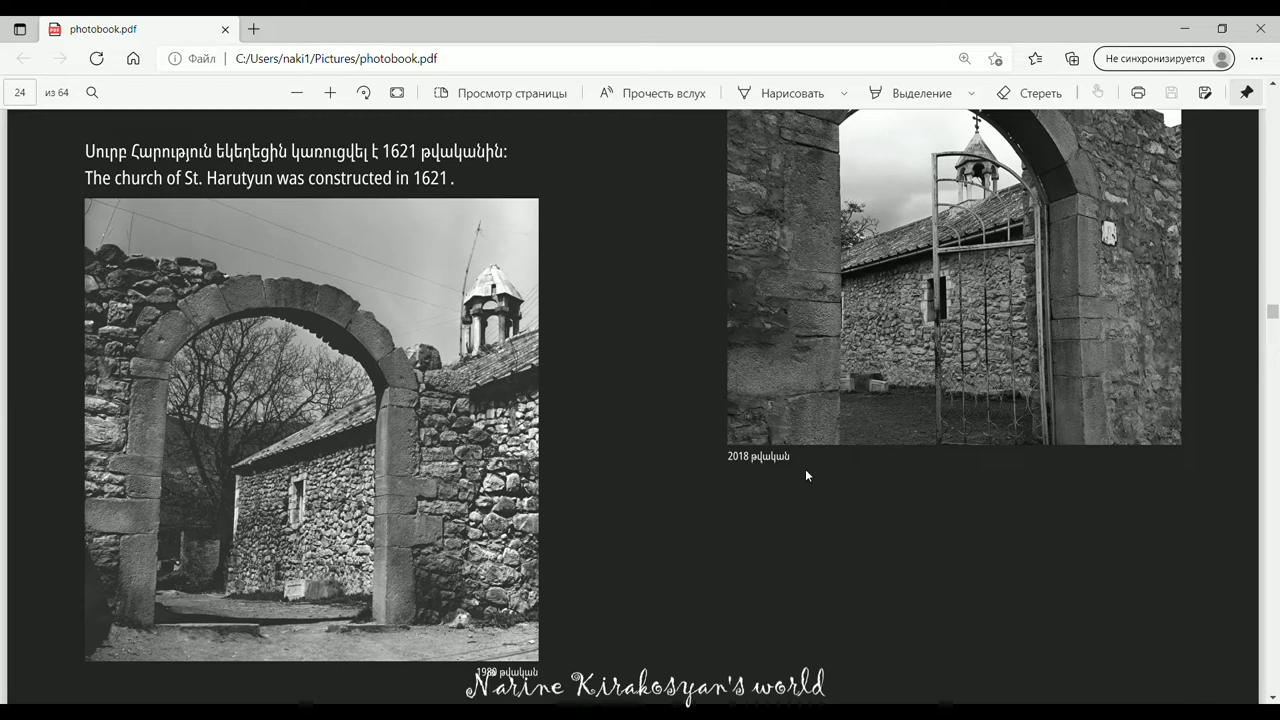 photobook.pdf
Файл
C:/Users/naki1/Pictures/photobook.pdf
Не синхронизируется
24
из 64
Просмотр страницы
Прочесть вслух
Нарисовать
Выделение
Стереть
Սուրբ Հարություն եկեղեցին կառուցվել է 1621 թվականին:
The church of St. Harutyun was constructed in 1621.
2018 թվական
1980 թվական
Narine Kirakosyan's world